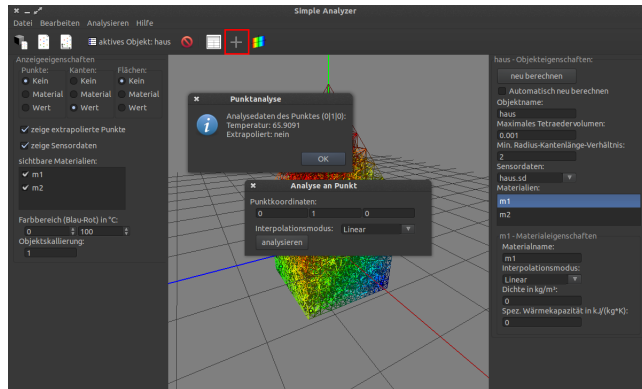 Simple Analyzer
Datei Bearbeiten Analysieren Hilfe
aktives Objekt: haus
Anzeigeeigenschaften
Punkte: Kanten: Flächen:
Kein Kein Kein
Material Material Material
Wert Wert Wert
zeige extrapolierte Punkte
zeige Sensordaten
sichtbare Materialien:
m1
m2
Farbbereich (Blau-Rot) in °C:
0 100
Objektskallierung:
1
Punktanalyse
Analysedaten des Punktes (0|1|0):
Temperatur: 65.9091
Extrapoliert: nein
OK
Analyse an Punkt
Punktkoordinaten:
0 1 0
Interpolationsmodus: Linear
analysieren
haus - Objekteigenschaften:
neu berechnen
Automatisch neu berechnen
Objektname:
haus
Maximales Tetraedervolumen:
0.001
Min. Radius-Kantenlänge-Verhältnis:
2
Sensordaten:
haus.sd
Materialien:
m1
m2
m1 - Materialeigenschaften
Materialname:
m1
Interpolationsmodus:
Linear
Dichte in kg/m³:
0
Spez. Wärmekapazität in kJ/(kg*K):
0